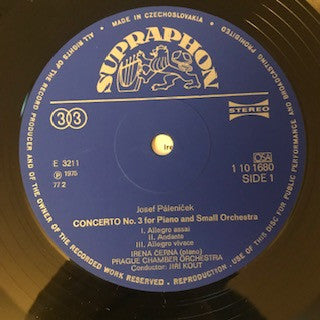 MADE IN CZECHOSLOVAKIA
ALL RIGHTS OF THE RECORD PRODUCER AND OF THE OWNER OF THE RECORDED WORK RESERVED. - REPRODUCTION - USE OF THIS DISC FOR PUBLIC PERFORMANCE AND BROADCASTING PROHIBITED
SUPRAPHON
33
STEREO
Ire
E 3211
OSA
℗ 1975
1 10 1680
77 2
SIDE 1
Josef Páleníček
CONCERTO No. 3 for Piano and Small Orchestra
I. Allegro assai
II. Andante
III. Allegro vivace
IRENA ČERNÁ (piano)
PRAGUE CHAMBER ORCHESTRA
Conductor: JIŘÍ KOUT